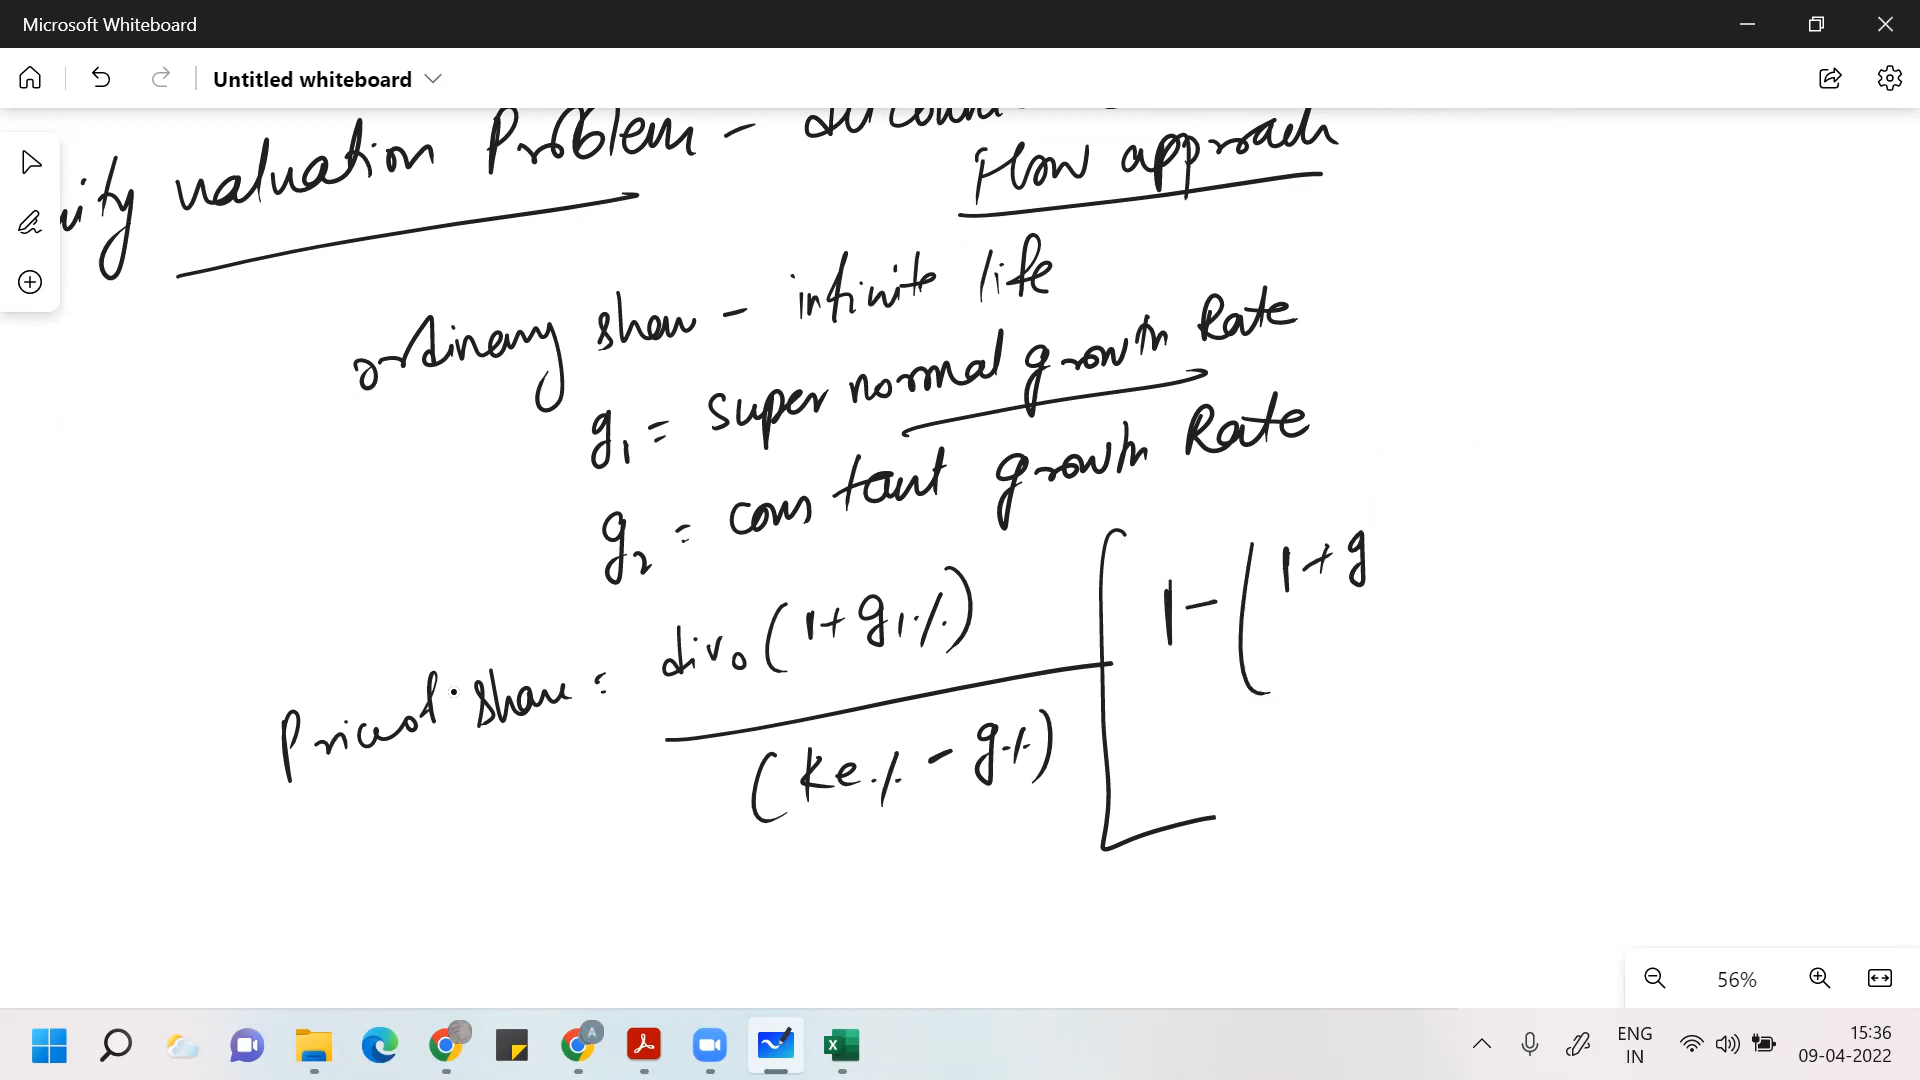 Microsoft Whiteboard
Untitled whiteboard
uity valuation Problem -
Flow approach
ordinary share - infinite life
g1 = super normal growth Rate
g2 = constant growth Rate
Price of share = div0 (1+g1%) [ 1 - ( 1+g
(ke% - g%)
56%
A
ENG
IN
15:36
09-04-2022